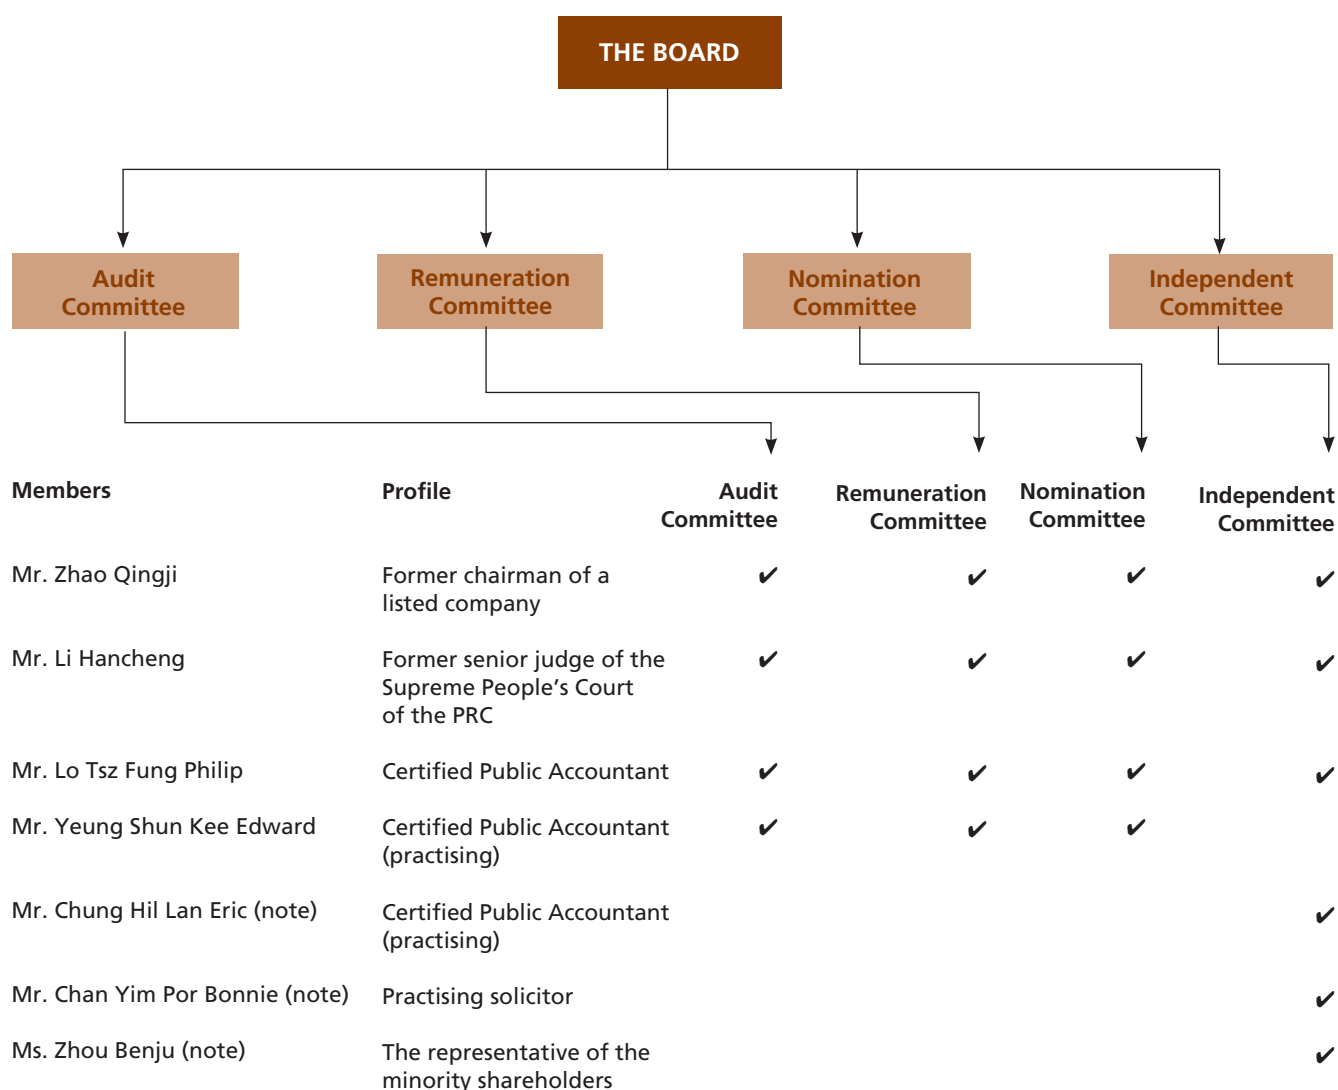 THE BOARD
Audit
Committee
Remuneration
Committee
Nomination
Committee
Independent
Committee
Members
Profile
Audit
Committee
Remuneration
Committee
Nomination
Committee
Independent
Committee
Mr. Zhao Qingji
Former chairman of a
listed company
✔ ✔ ✔ ✔
Mr. Li Hancheng
Former senior judge of the
Supreme People’s Court
of the PRC
✔ ✔ ✔ ✔
Mr. Lo Tsz Fung Philip
Certified Public Accountant
✔ ✔ ✔ ✔
Mr. Yeung Shun Kee Edward
Certified Public Accountant
(practising)
✔ ✔ ✔
Mr. Chung Hil Lan Eric (note)
Certified Public Accountant
(practising)
✔
Mr. Chan Yim Por Bonnie (note)
Practising solicitor
✔
Ms. Zhou Benju (note)
The representative of the
minority shareholders
✔